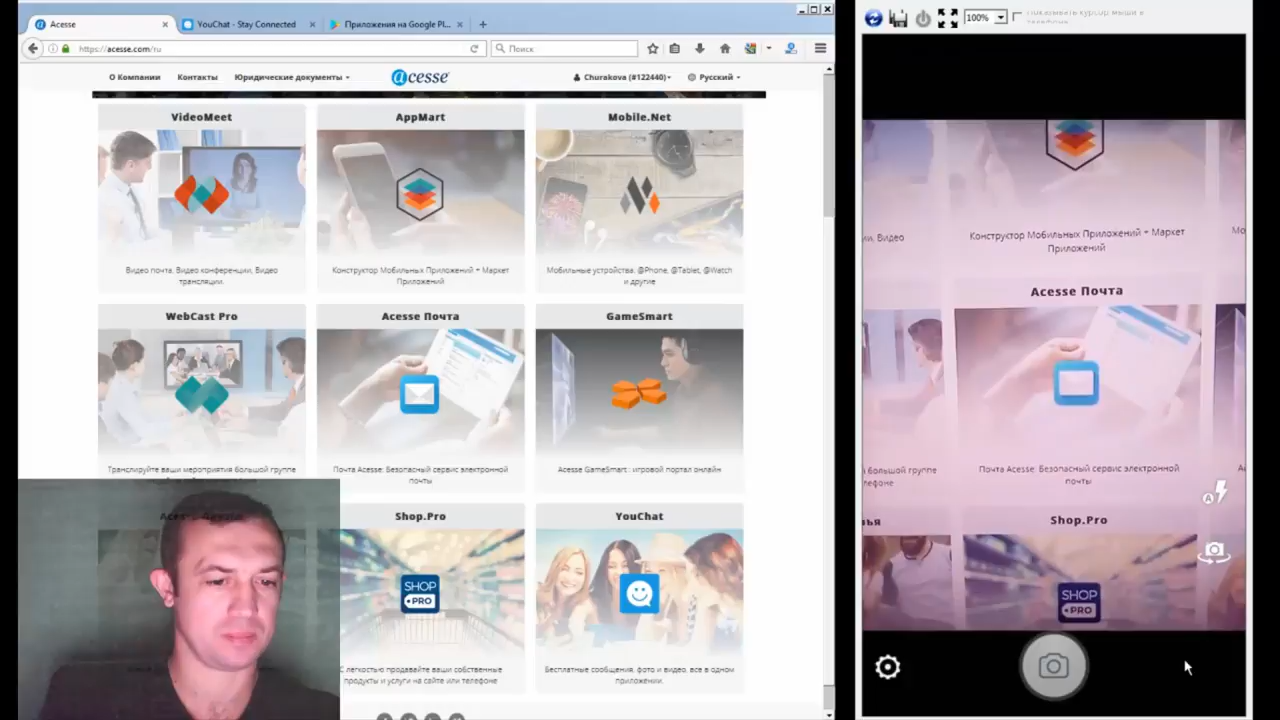 Acesse
YouChat - Stay Connected
Приложения на Google Pl...
https://acesse.com/ru
Поиск
100%
О Компании
Контакты
Юридические документы
acesse
Churakova (#122440)
Русский
VideoMeet
AppMart
Mobile.Net
Видео почта. Видео конференции, Видео
трансляции.
Конструктор Мобильных Приложений + Маркет
Приложений
Мобильные устройства. @Phone, @Tablet, @Watch
и другие
WebCast Pro
Acesse Почта
GameSmart
Транслируйте ваши мероприятия большой группе
Почта Acesse: Безопасный сервис электронной
почты
Acesse GameSmart : игровой портал онлайн
Shop.Pro
YouChat
SHOP
PRO
С легкостью продавайте ваши собственные
продукты и услуги на сайте или телефоне
Бесплатные сообщения, фото и видео, все в одном
приложении.
ии, Видео
Конструктор Мобильных Приложений + Маркет
Приложений
Acesse Почта
большой группе
телефоне
Почта Acesse: Безопасный сервис электронной
почты
A
Shop.Pro
SHOP
PRO